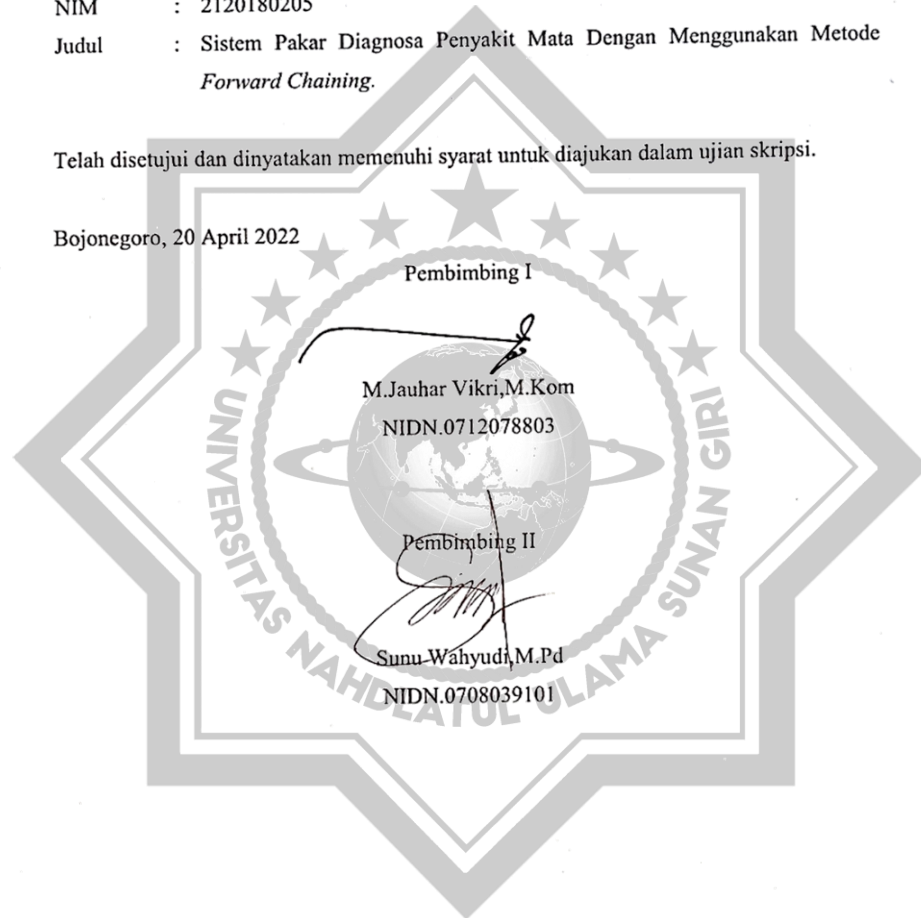 NIM : 2120180205
Judul : Sistem Pakar Diagnosa Penyakit Mata Dengan Menggunakan Metode
Forward Chaining.
Telah disetujui dan dinyatakan memenuhi syarat untuk diajukan dalam ujian skripsi.
Bojonegoro, 20 April 2022
Pembimbing I
M.Jauhar Vikri,M.Kom
NIDN.0712078803
Pembimbing II
Sunu Wahyudi,M.Pd
NIDN.0708039101
UNIVERSITAS NAHDLATUL ULAMA SUNAN GIRI